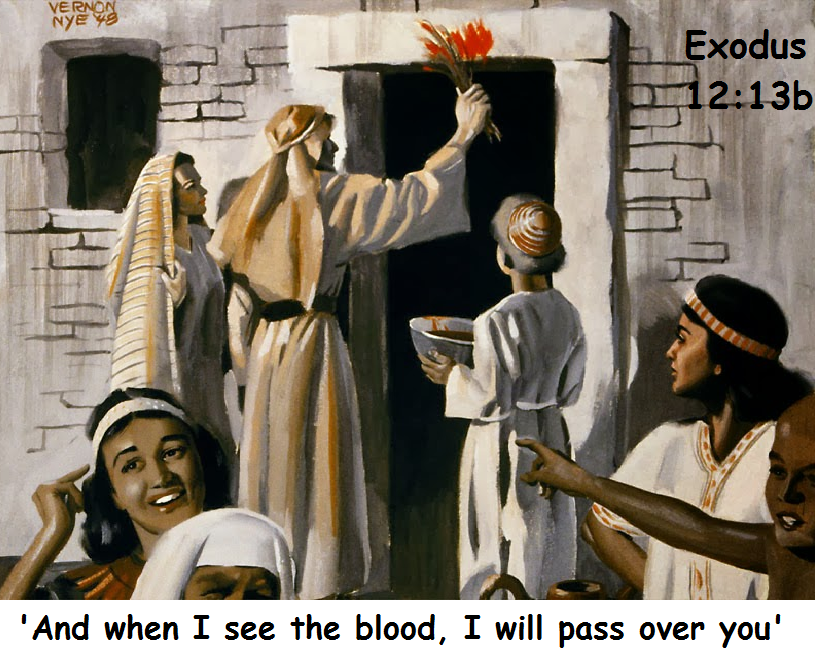 VERNON
NYE '48
Exodus
12:13b
'And when I see the blood, I will pass over you'